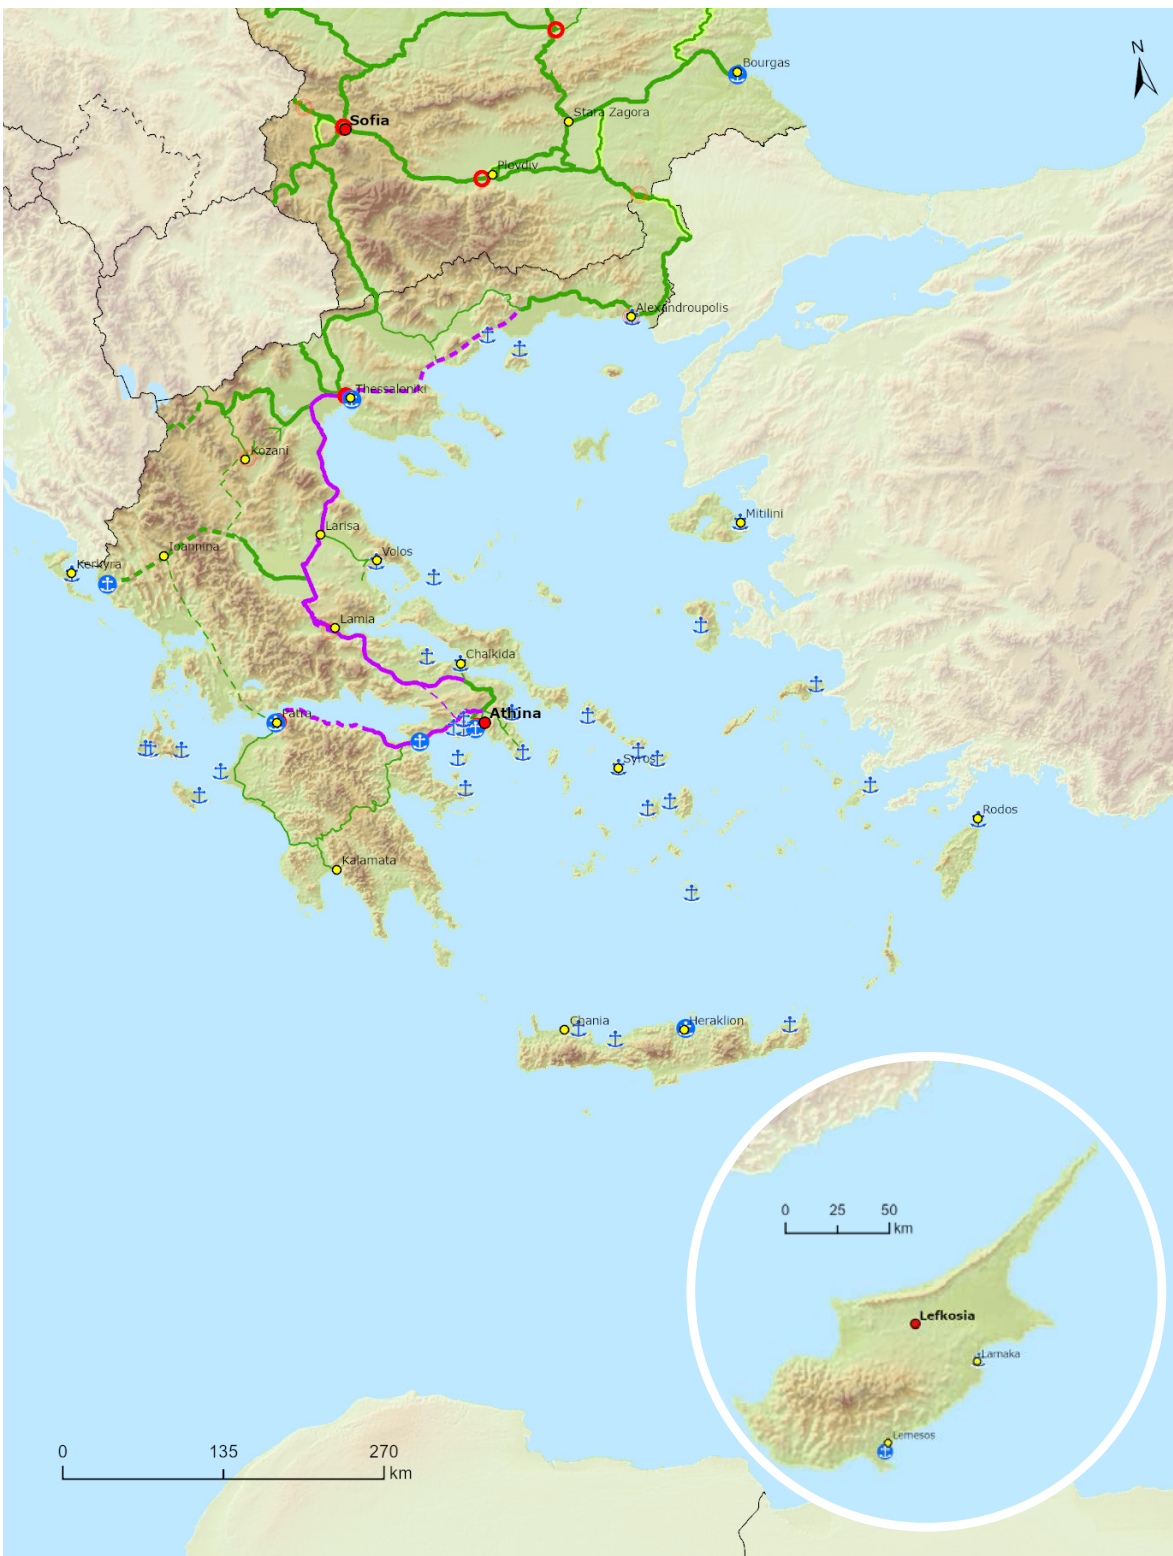 N
Bourgas
Stara Zagora
Sofia
Plovdiv
Alexandroupolis
Thessaloniki
Kozani
Mitilini
Larisa
Ioannina
Volos
Kerkyra
Lamia
Chalkida
Patra
Athina
Syros
Rodos
Kalamata
Chania
Heraklion
0 25 50
km
Lefkosia
Larnaka
Lemesos
0 135 270
km